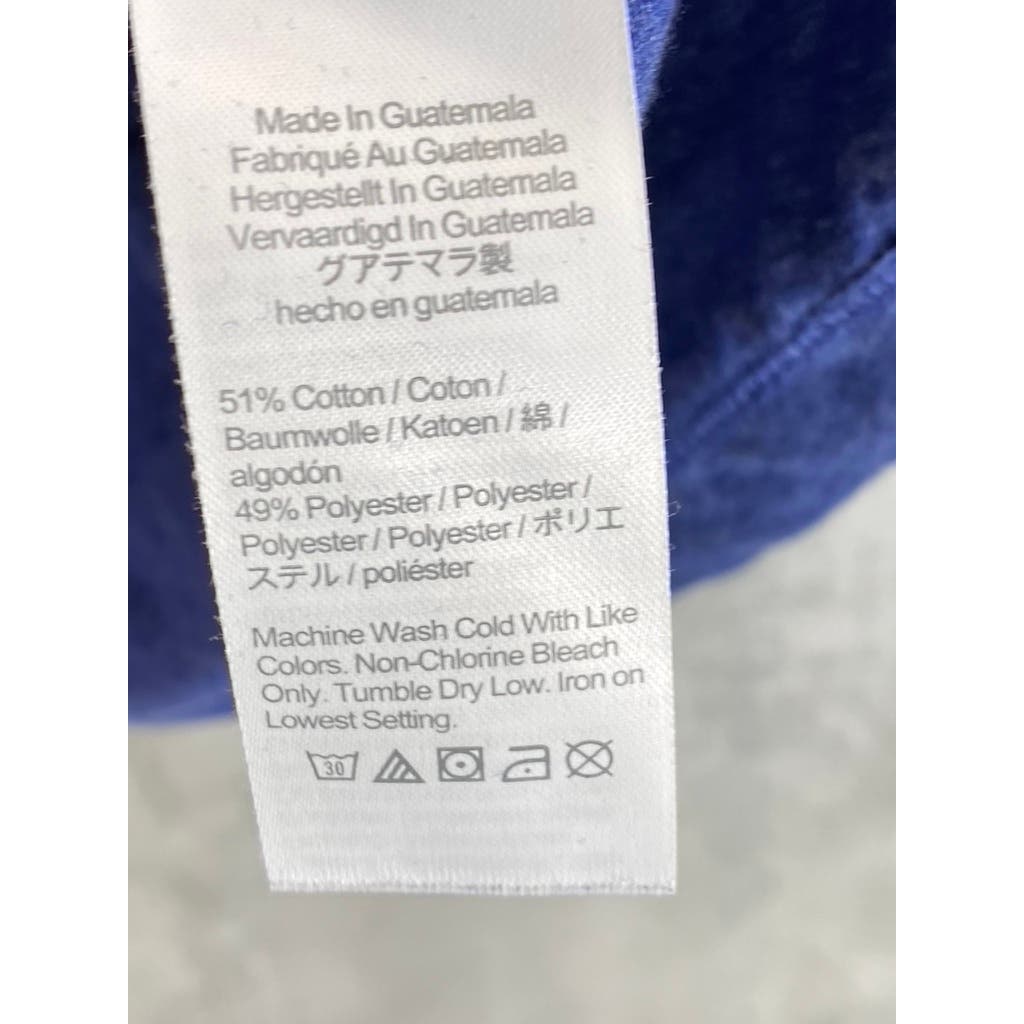 Made In Guatemala
Fabriqué Au Guatemala
Hergestellt In Guatemala
Vervaardigd In Guatemala
グアテマラ製
hecho en guatemala
51% Cotton / Coton /
Baumwolle / Katoen / 綿 /
algodón
49% Polyester / Polyester /
Polyester / Polyester / ポリエ
ステル / poliéster
Machine Wash Cold With Like
Colors. Non-Chlorine Bleach
Only. Tumble Dry Low. Iron on
Lowest Setting.
30